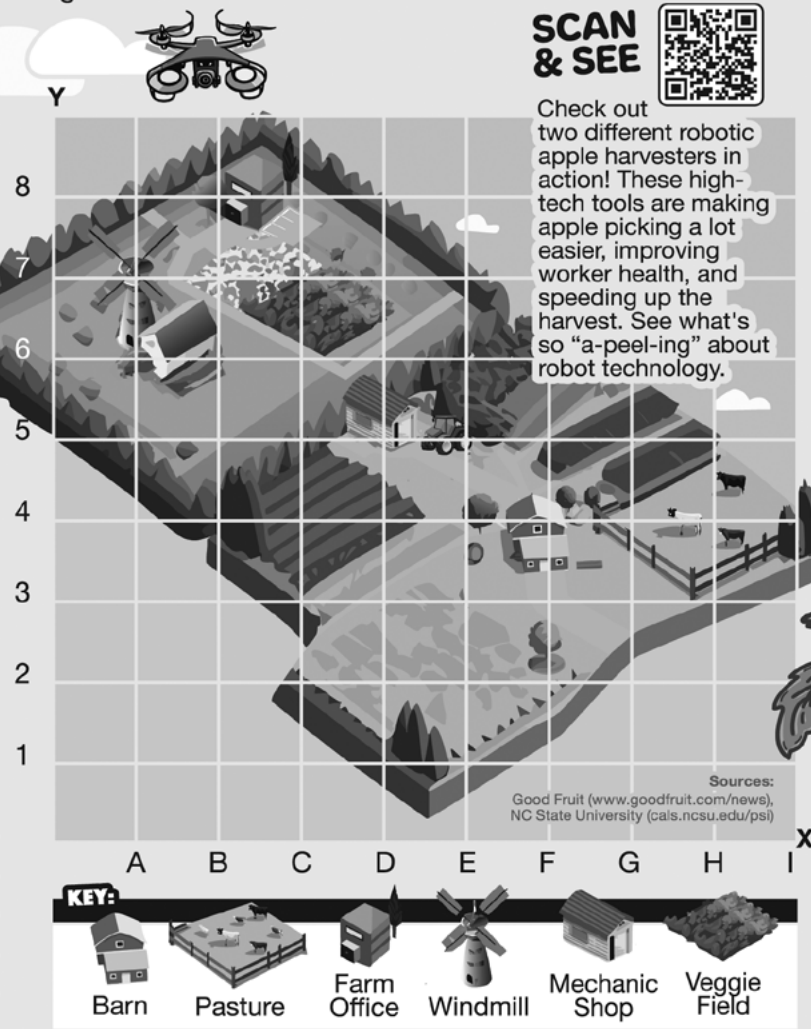 SCAN
& SEE
Check out
two different robotic
apple harvesters in
action! These high-
tech tools are making
apple picking a lot
easier, improving
worker health, and
speeding up the
harvest. See what's
so “a-peel-ing” about
robot technology.
Y
8
7
6
5
4
3
2
1
Sources:
Good Fruit (www.goodfruit.com/news),
NC State University (cals.ncsu.edu/psi)
X
A B C D E F G H I
KEY:
Barn
Pasture
Farm
Office
Windmill
Mechanic
Shop
Veggie
Field